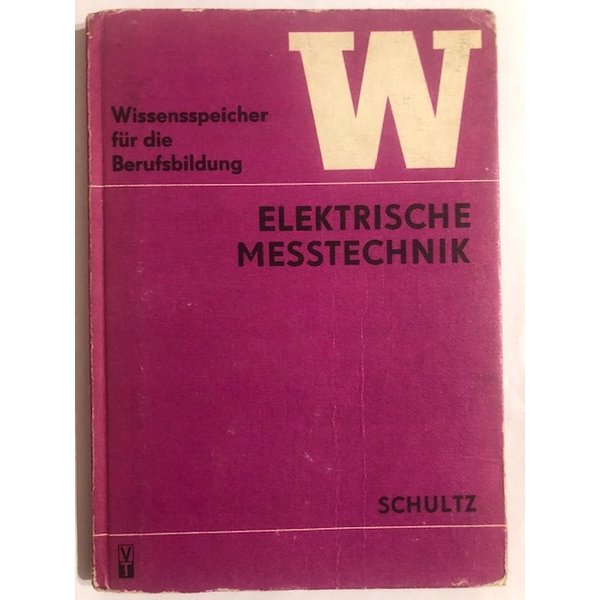 W
Wissensspeicher
für die
Berufsbildung
ELEKTRISCHE
MESSTECHNIK
SCHULTZ
VT